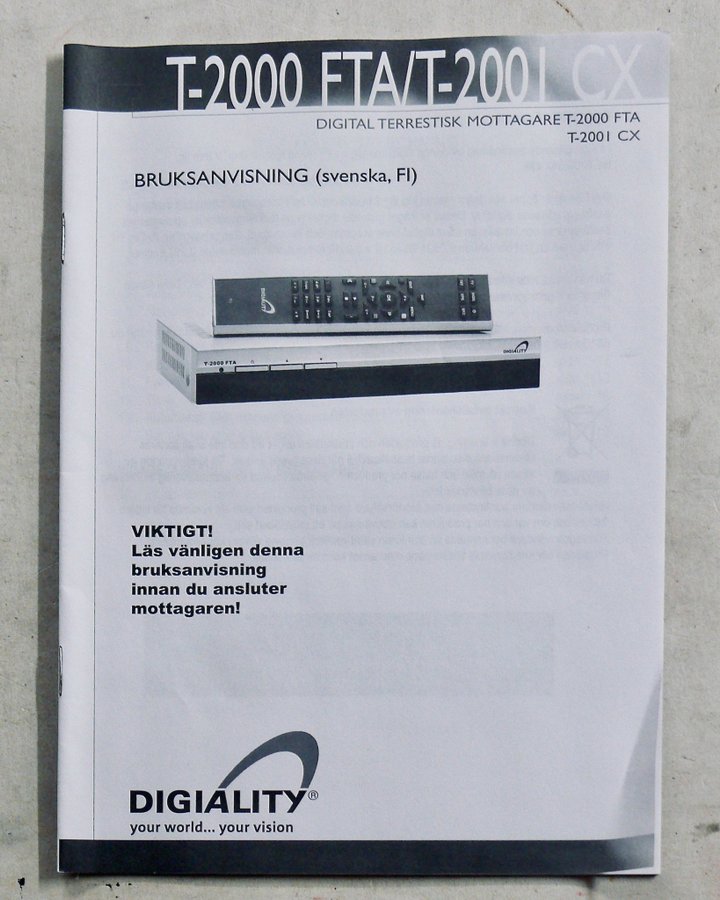 T-2000 FTA/T-2001 CX
DIGITAL TERRESTISK MOTTAGARE T-2000 FTA
T-2001 CX
BRUKSANVISNING (svenska, FI)
DIGIALITY
T-2000 FTA
DIGIALITY
VIKTIGT!
Läs vänligen denna
bruksanvisning
innan du ansluter
mottagaren!
DIGIALITY®
your world... your vision